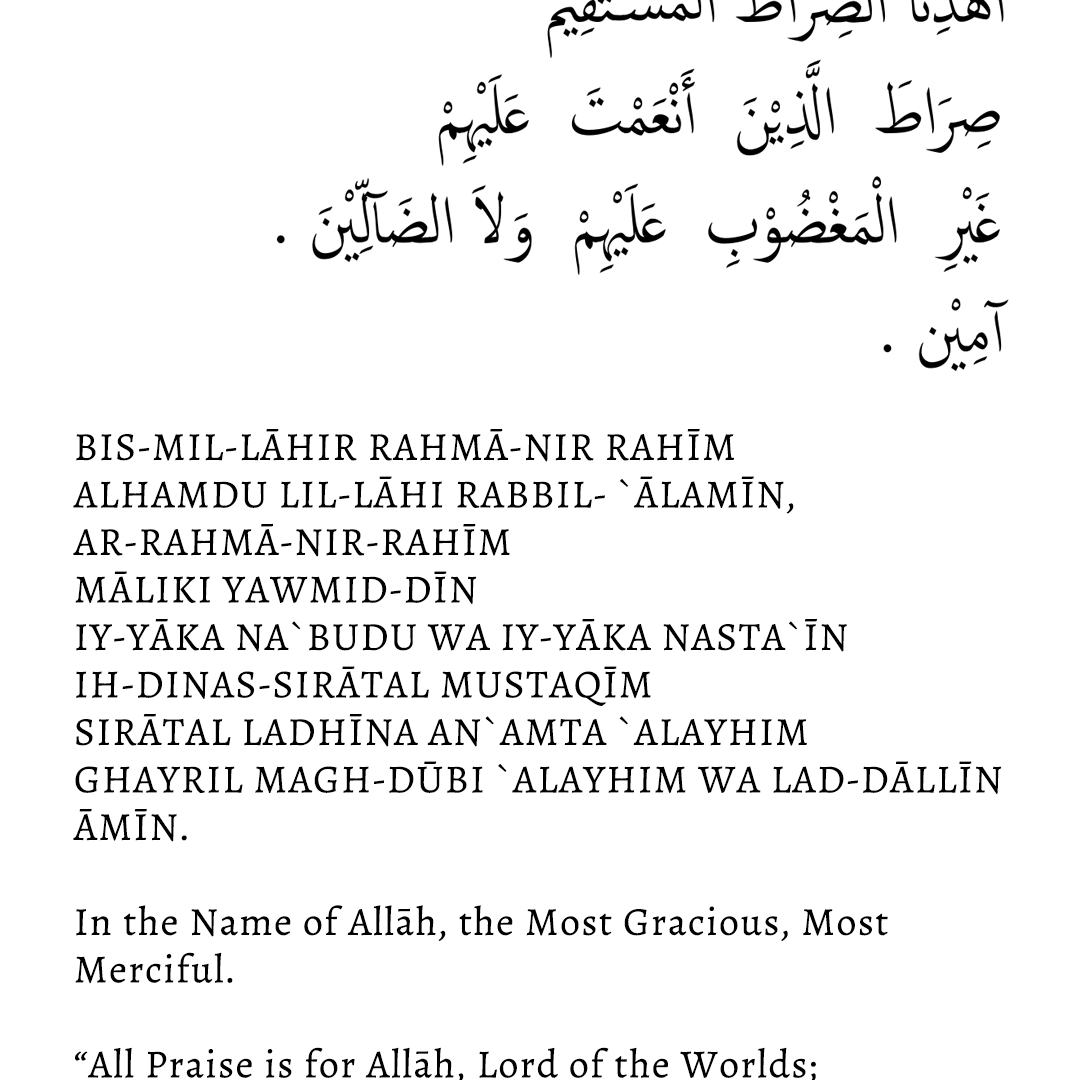 اهْدِنَا الصِّرَاطَ الْمُسْتَقِيْمَ
صِرَاطَ الَّذِيْنَ أَنْعَمْتَ عَلَيْهِمْ
غَيْرِ الْمَغْضُوْبِ عَلَيْهِمْ وَلاَ الضَآلِّيْنَ .
آمِيْن .
BIS-MIL-LĀHIR RAHMĀ-NIR RAHĪM
ALHAMDU LIL-LĀHI RABBIL- `ĀLAMĪN,
AR-RAHMĀ-NIR-RAHĪM
MĀLIKI YAWMID-DĪN
IY-YĀKA NA`BUDU WA IY-YĀKA NASTA`ĪN
IH-DINAS-SIRĀTAL MUSTAQĪM
SIRĀTAL LADHĪNA AN`AMTA `ALAYHIM
GHAYRIL MAGH-DŪBI `ALAYHIM WA LAD-DĀLLĪN
ĀMĪN.
In the Name of Allāh, the Most Gracious, Most
Merciful.
“All Praise is for Allāh, Lord of the Worlds;